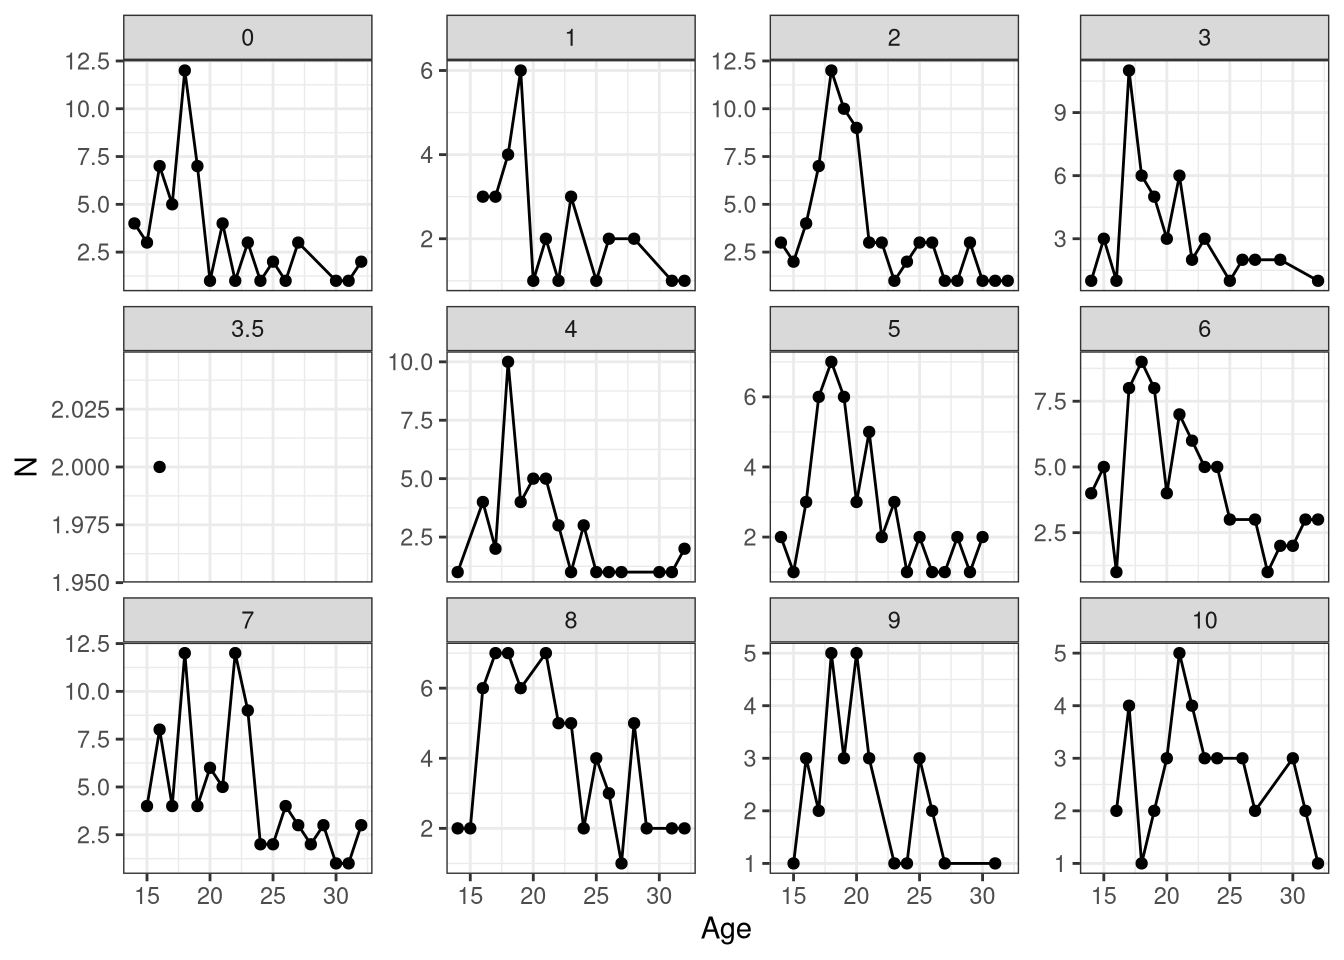 0 1 2 3
12.5 6 12.5
10.0 10.0 9
7.5 4 7.5 6
5.0 5.0
2.5 2 2.5 3
3.5 4 5 6
10.0
2.025 7.5 6 7.5
2.000 5.0 4 5.0
1.975 2.5 2 2.5
1.950
N
7 8 9 10
12.5 5 5
10.0 6 4 4
7.5 4 3 3
5.0 2 2
2.5 2 1 1
15 20 25 30 15 20 25 30 15 20 25 30 15 20 25 30
Age